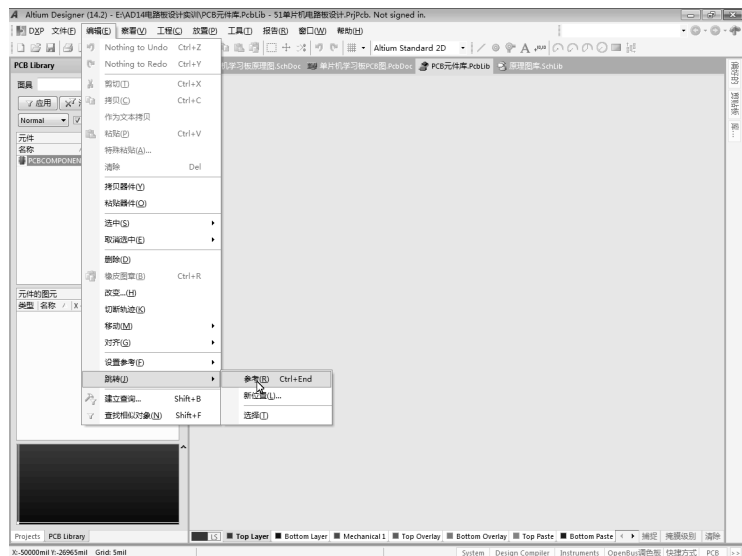 Altium Designer (14.2) - E:\AD14电路板设计实训\PCB元件库.PcbLib - 51单片机电路板设计.PrjPcb. Not signed in.
DXP 文件(F) 编辑(E) 察看(V) 工程(C) 放置(P) 工具(T) 报告(R) 窗口(W) 帮助(H)
Altium Standard 2D
PCB Library
机学习板原理图.SchDoc 单片机学习板PCB图.PcbDoc PCB元件库.PcbLib 原理图库.SchLib
面具
应用
Normal
元件
名称
PCBCOMPONEN
元件的图元
类型 名称 X
Nothing to Undo Ctrl+Z
Nothing to Redo Ctrl+Y
剪切(T) Ctrl+X
拷贝(C) Ctrl+C
作为文本拷贝
粘贴(P) Ctrl+V
特殊粘贴(A)...
清除 Del
拷贝器件(Y)
粘贴器件(O)
选中(S)
取消选中(E)
删除(D)
橡皮图章(B) Ctrl+R
改变...(H)
切断轨迹(K)
移动(M)
对齐(G)
设置参考(F)
跳转(J)
建立查询... Shift+B
查找相似对象(N) Shift+F
参考(R) Ctrl+End
新位置(L)...
选择(T)
Projects PCB Library
LS Top Layer Bottom Layer Mechanical 1 Top Overlay Bottom Overlay Top Paste Bottom Paste 捕捉 掩膜级别 清除
X:-50000mil Y:-26965mil Grid: 5mil
System Design Compiler Instruments OpenBus调色板 快捷方式 PCB >>